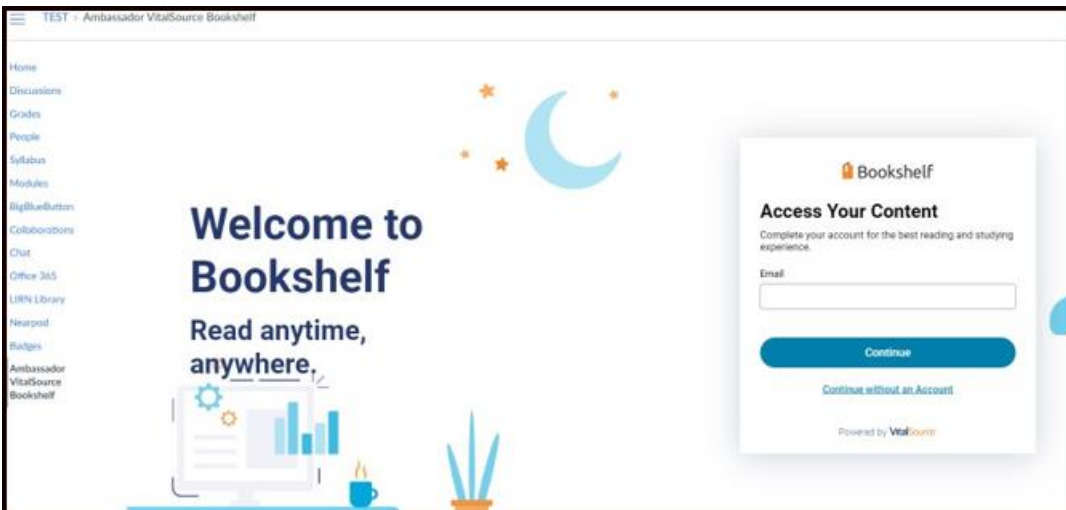 TEST › Ambassador VitalSource Bookshelf
Home
Discussions
Grades
People
Syllabus
Modules
BigBlueButton
Collaborations
Chat
Office 365
LIRN Library
Nearpod
Badges
Ambassador
VitalSource
Bookshelf
Welcome to
Bookshelf
Read anytime,
anywhere.
Bookshelf
Access Your Content
Complete your account for the best reading and studying
experience.
Email
Continue
Continue without an Account
Powered by VitalSource